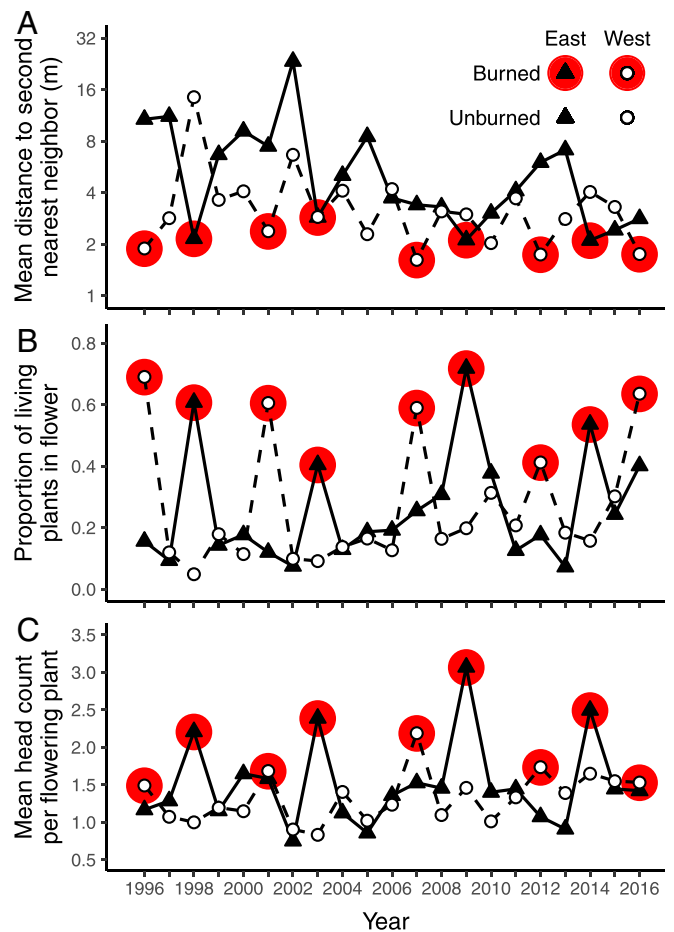 A
Mean distance to second
nearest neighbor (m)
32
16
8
4
2
1
East
West
Burned
Unburned
B
Proportion of living
plants in flower
0.8
0.6
0.4
0.2
0.0
C
Mean head count
per flowering plant
3.5
3.0
2.5
2.0
1.5
1.0
0.5
1996 1998 2000 2002 2004 2006 2008 2010 2012 2014 2016
Year